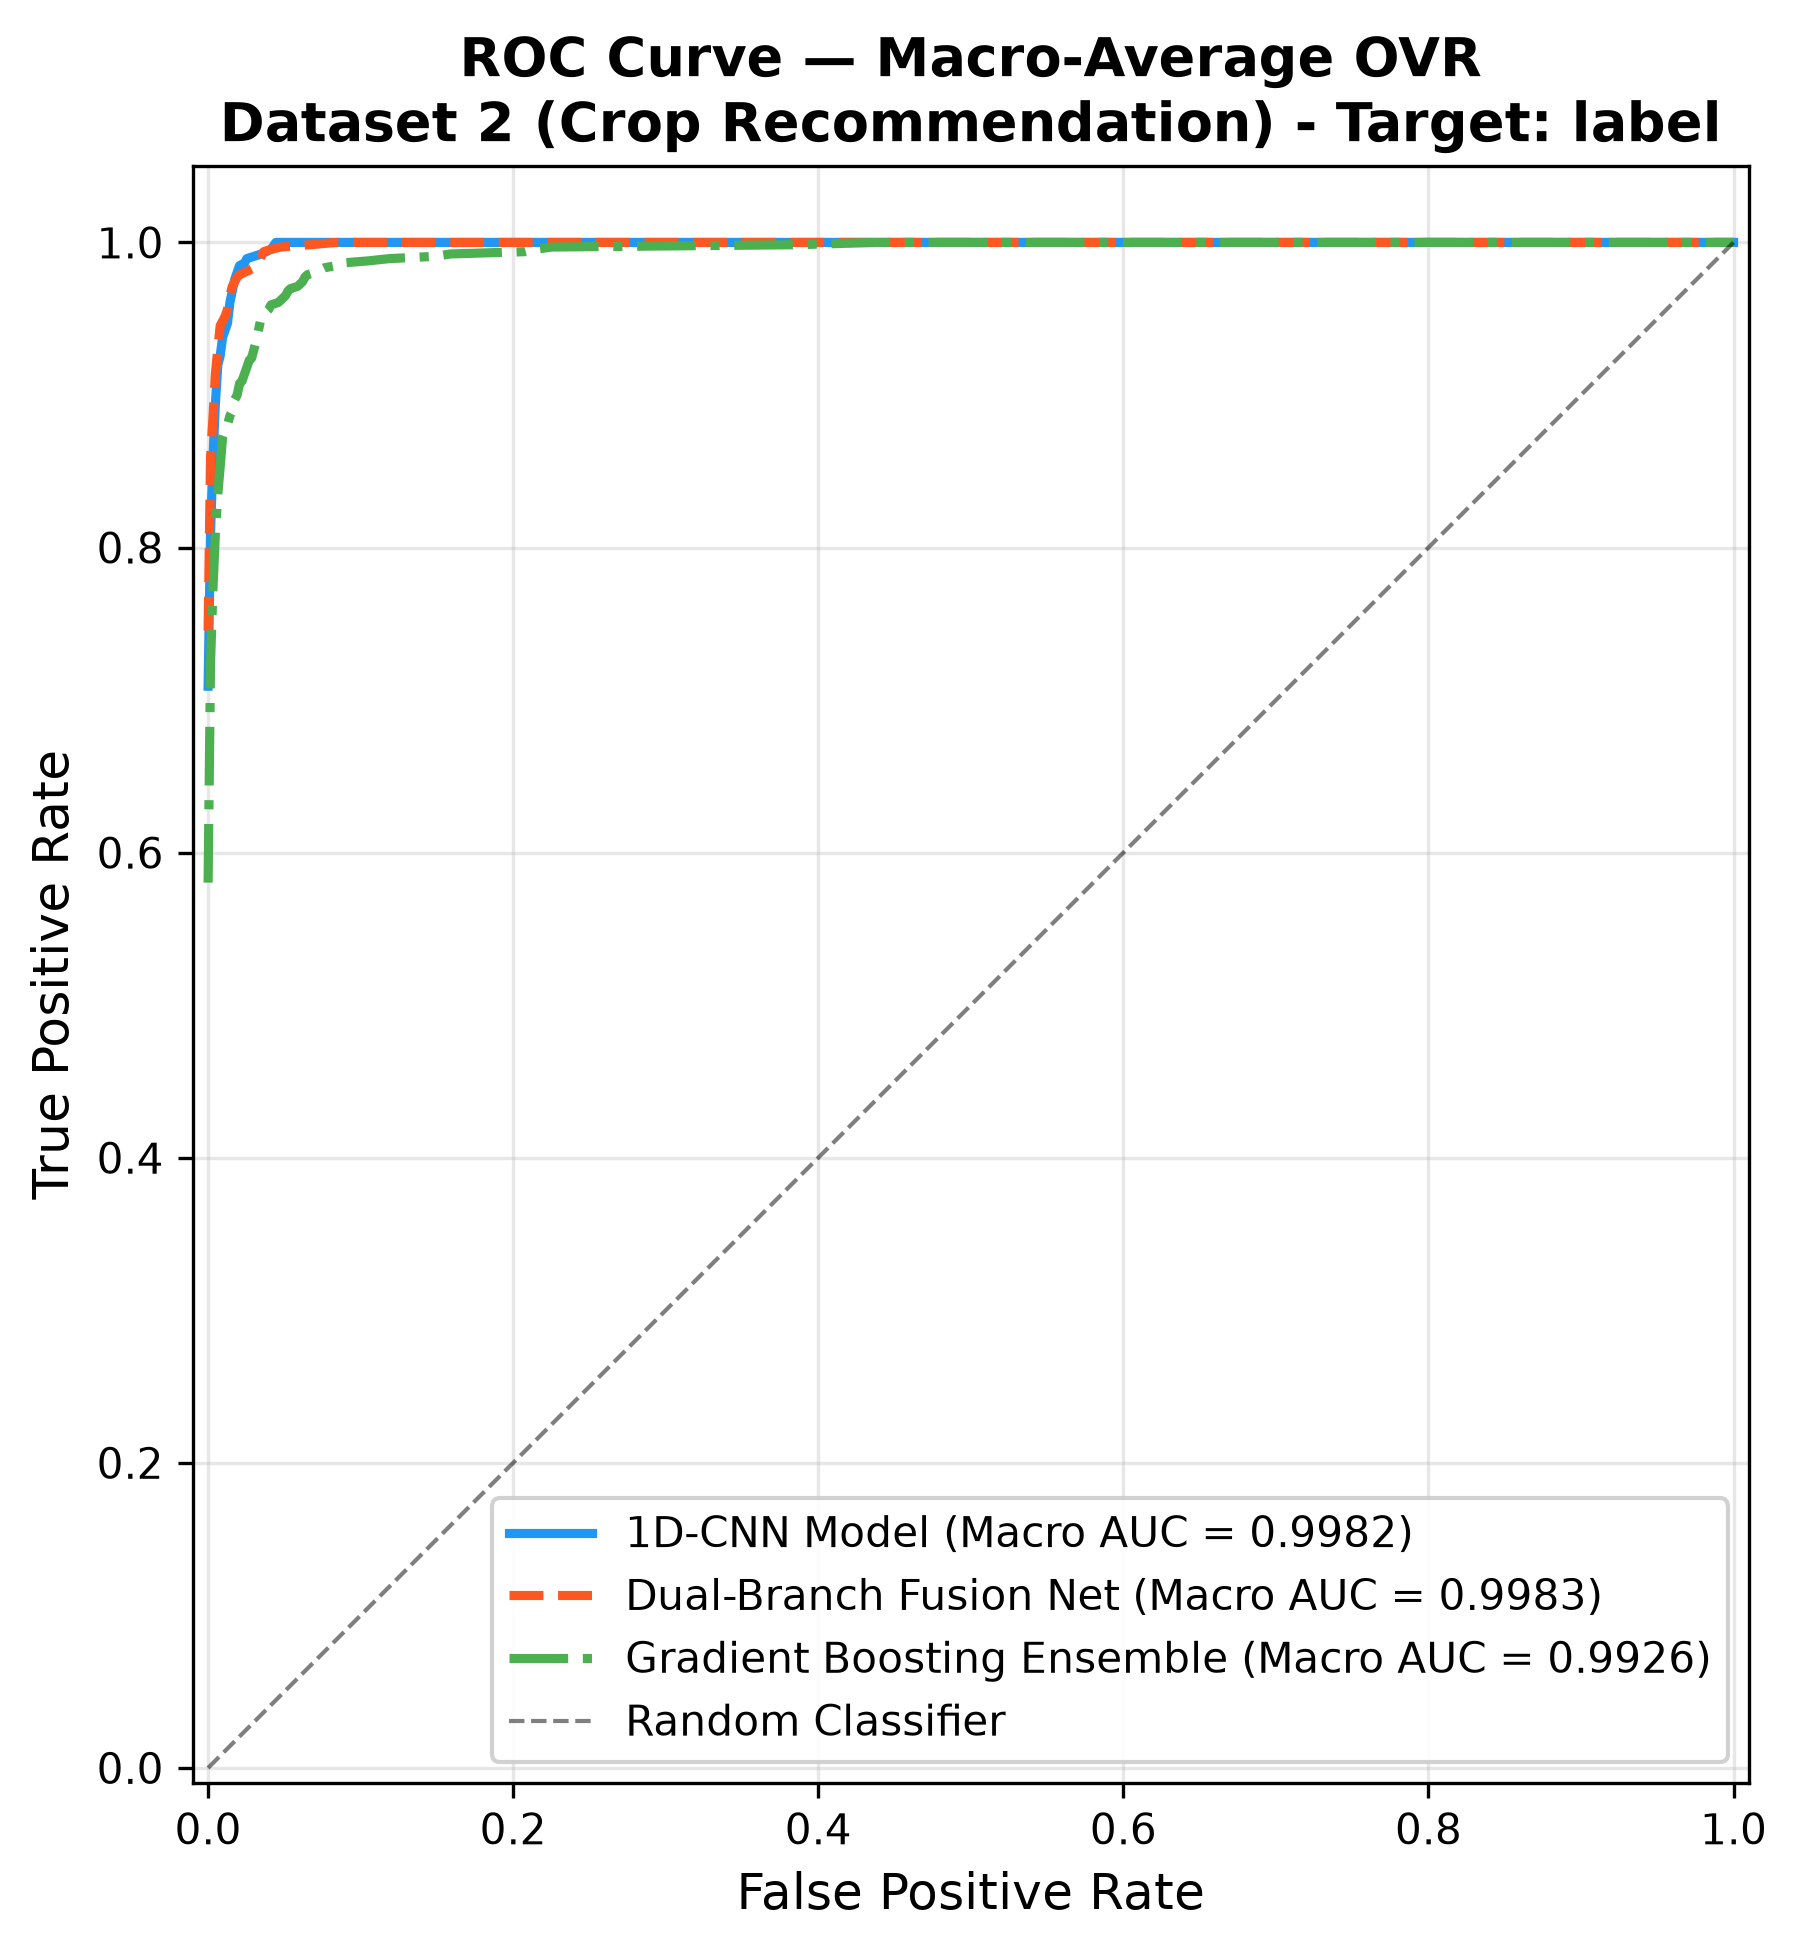 ROC Curve — Macro-Average OVR
Dataset 2 (Crop Recommendation) - Target: label
True Positive Rate
1.0
0.8
0.6
0.4
0.2
0.0
1D-CNN Model (Macro AUC = 0.9982)
Dual-Branch Fusion Net (Macro AUC = 0.9983)
Gradient Boosting Ensemble (Macro AUC = 0.9926)
Random Classifier
0.0 0.2 0.4 0.6 0.8 1.0
False Positive Rate